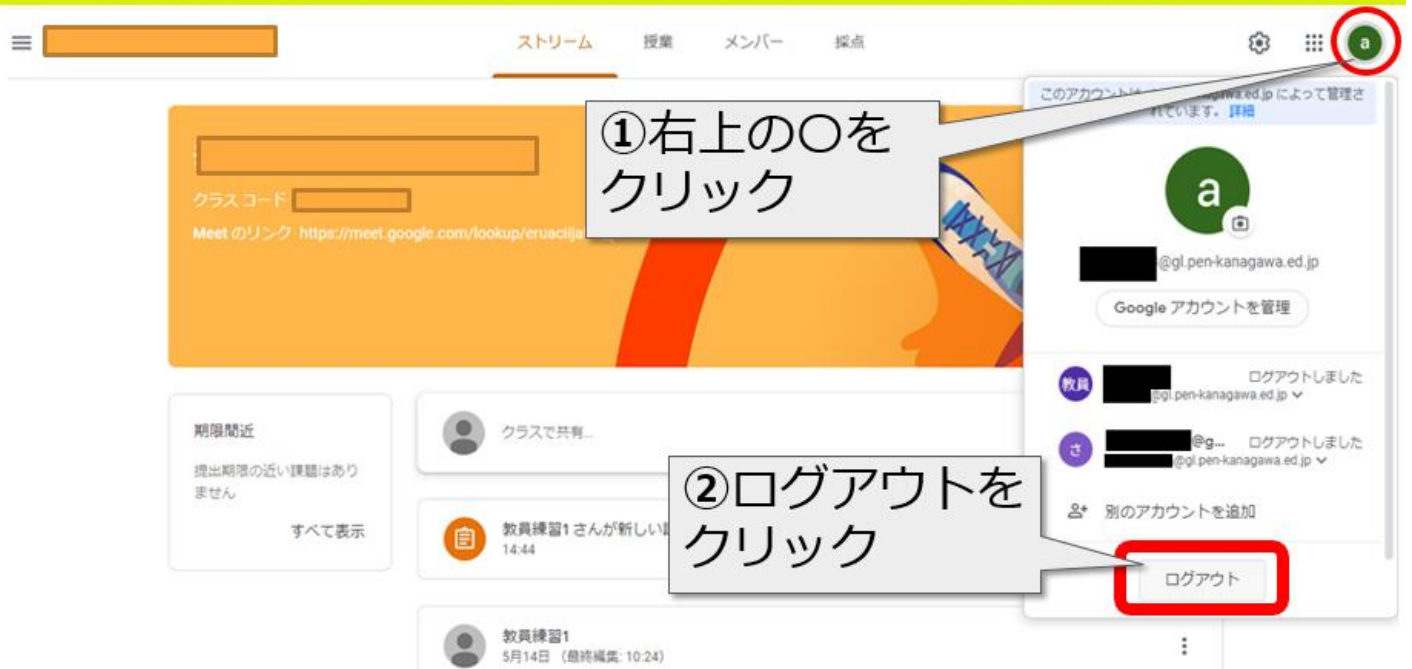 ストリーム 授業 メンバー 採点
a
①右上の〇を
クリック
このアカウントは
ed.jp によって管理さ
れています。 詳細
a
クラス コード
Meet のリンク https://meet.google.com/lookup/
@gl.pen-kanagawa.ed.jp
Google アカウントを管理
教員 ログアウトしました
@gl.pen-kanagawa.ed.jp
さ @g... ログアウトしました
@gl.pen-kanagawa.ed.jp
別のアカウントを追加
②ログアウトを
クリック
ログアウト
期限間近
提出期限の近い課題はあり
ません
すべて表示
クラスで共有...
教員練習1 さんが新しい
14:44
教員練習1
5月14日 (最終編集: 10:24)